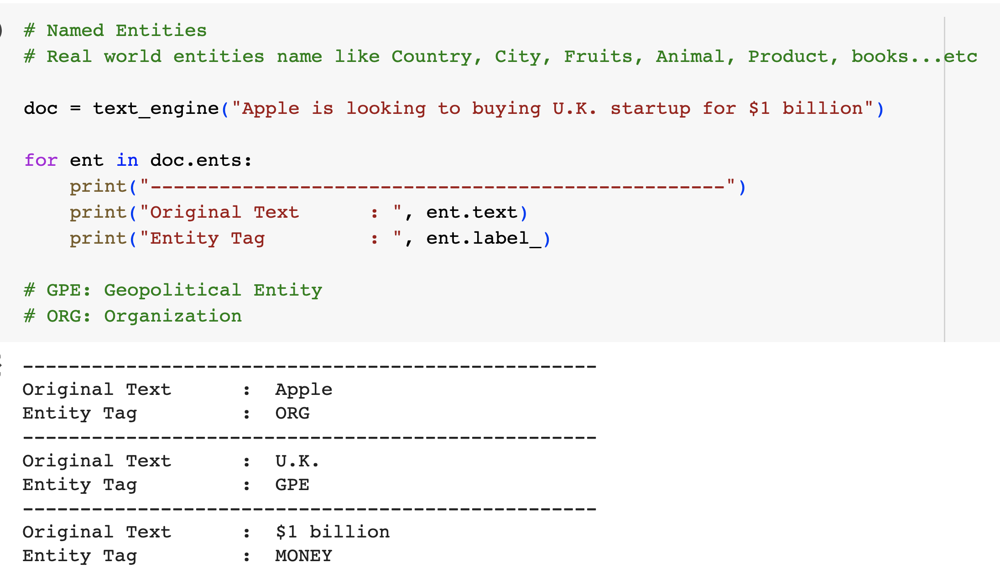 # Named Entities
# Real world entities name like Country, City, Fruits, Animal, Product, books...etc
doc = text_engine("Apple is looking to buying U.K. startup for $1 billion")
for ent in doc.ents:
    print("--------------------------------------------------")
    print("Original Text      : ", ent.text)
    print("Entity Tag         : ", ent.label_)
# GPE: Geopolitical Entity
# ORG: Organization
--------------------------------------------------
Original Text      :  Apple
Entity Tag         :  ORG
--------------------------------------------------
Original Text      :  U.K.
Entity Tag         :  GPE
--------------------------------------------------
Original Text      :  $1 billion
Entity Tag         :  MONEY